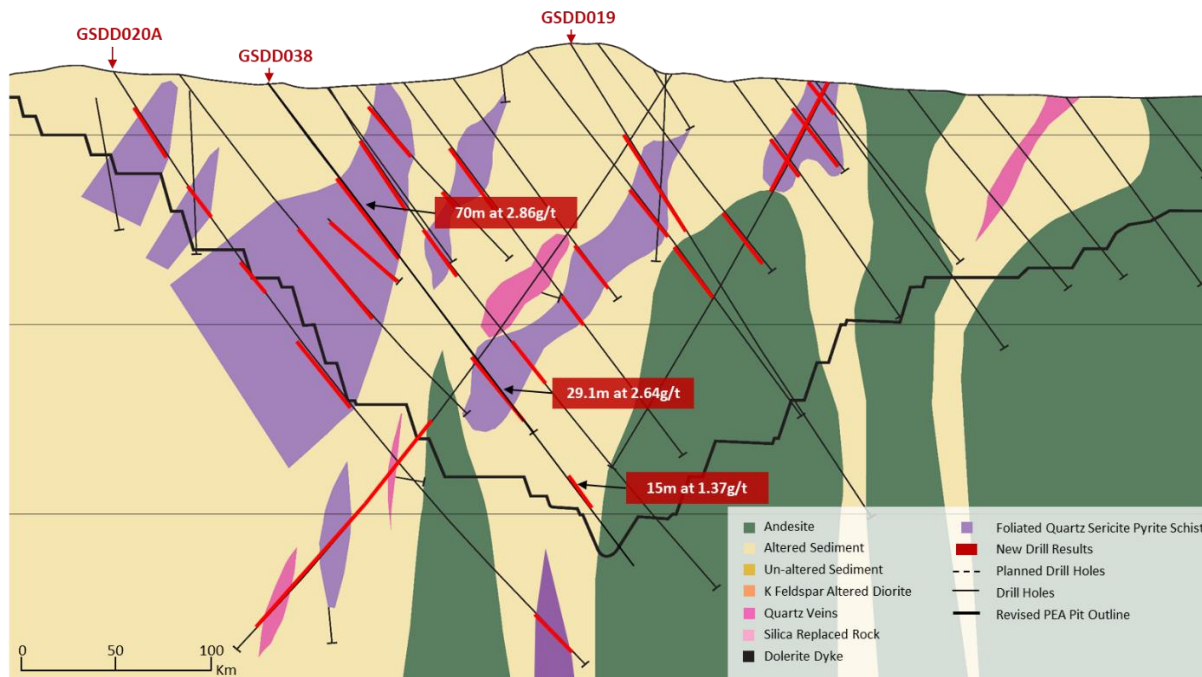 GSDD019
GSDD020A
GSDD038
70m at 2.86g/t
29.1m at 2.64g/t
15m at 1.37g/t
Andesite
Altered Sediment
Un-altered Sediment
K Feldspar Altered Diorite
Quartz Veins
Silica Replaced Rock
Dolerite Dyke
Foliated Quartz Sericite Pyrite Schist
New Drill Results
Planned Drill Holes
Drill Holes
Revised PEA Pit Outline
0 50 100
Km